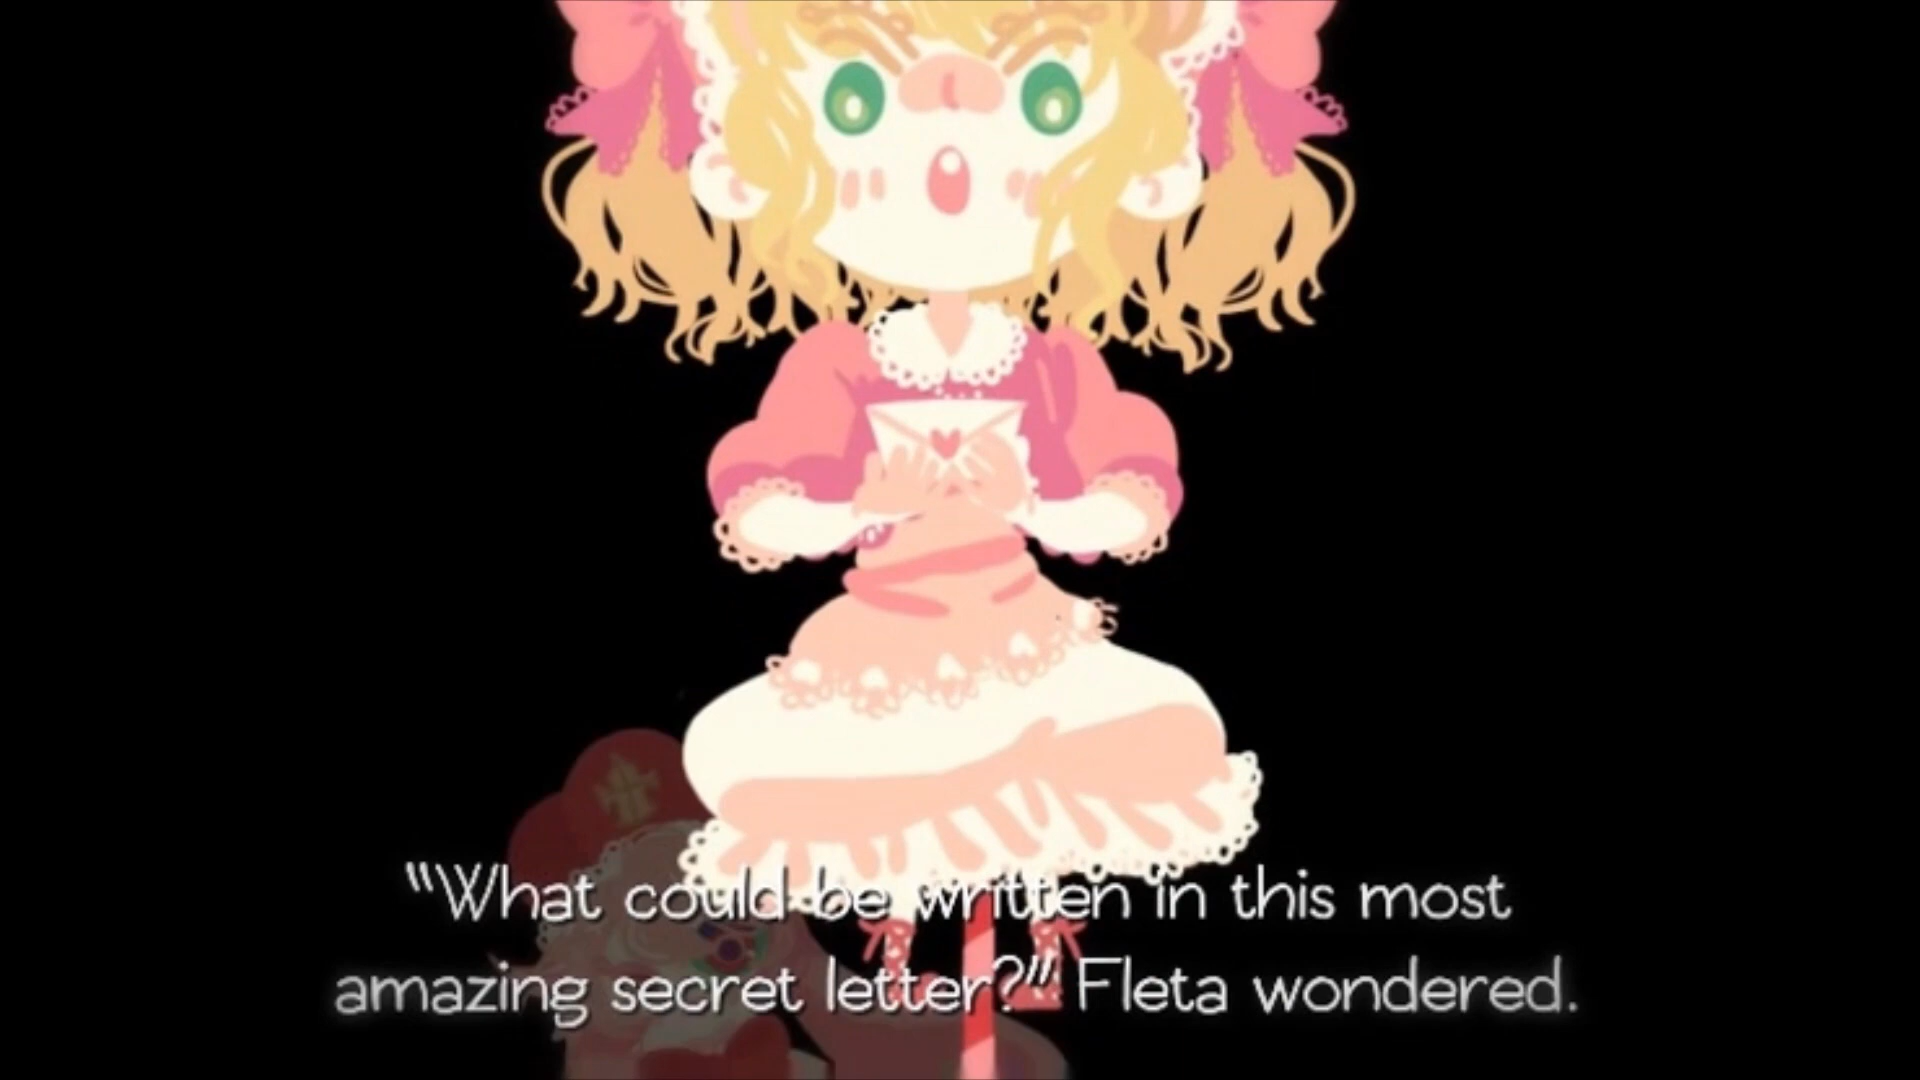 “What could be written in this most
amazing secret letter?” Fleta wondered.